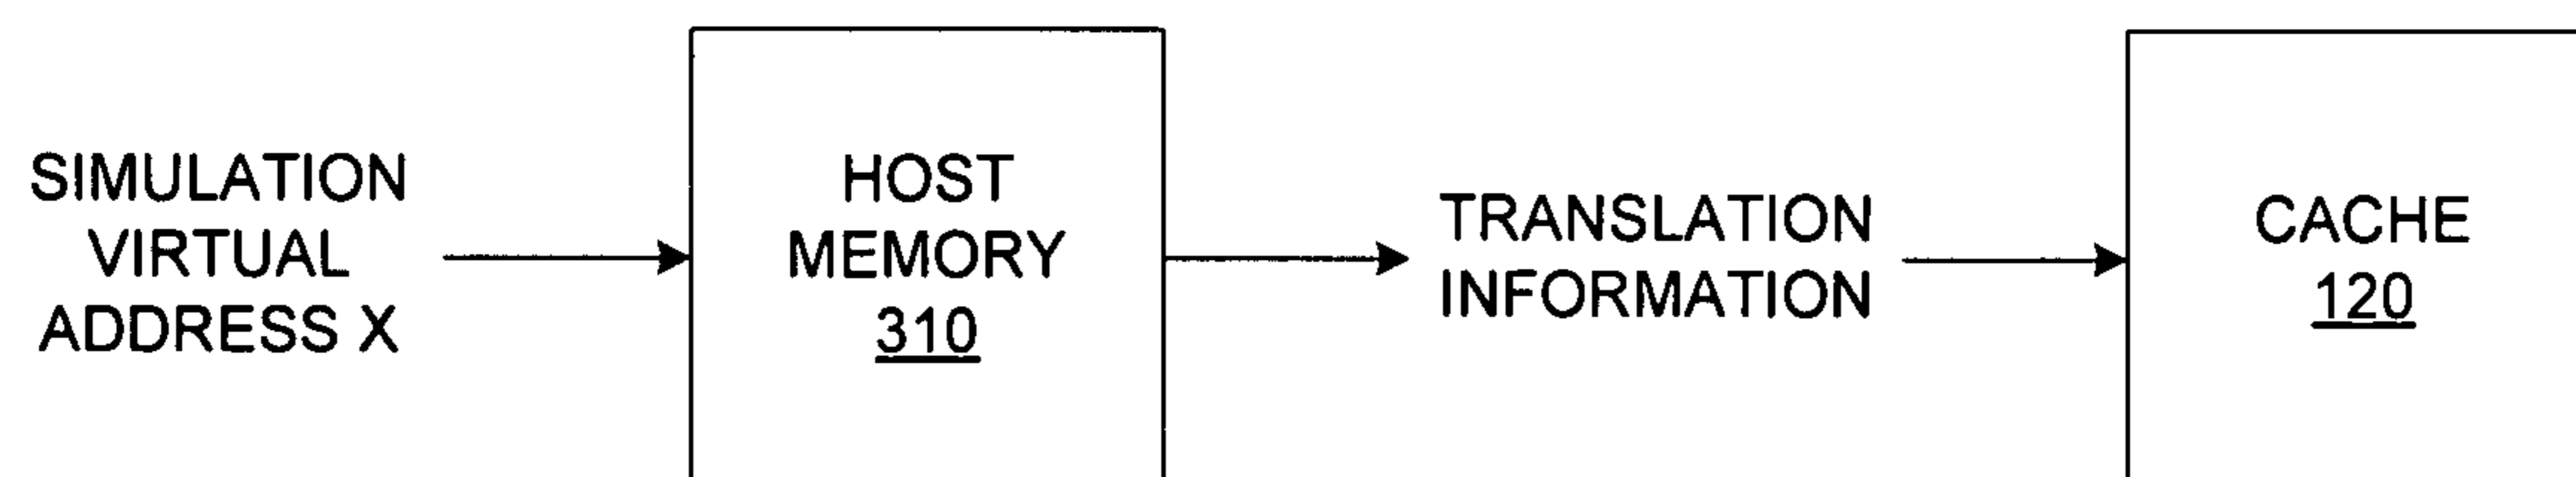 SIMULATION
VIRTUAL
ADDRESS X
HOST
MEMORY
310
TRANSLATION
INFORMATION
CACHE
120